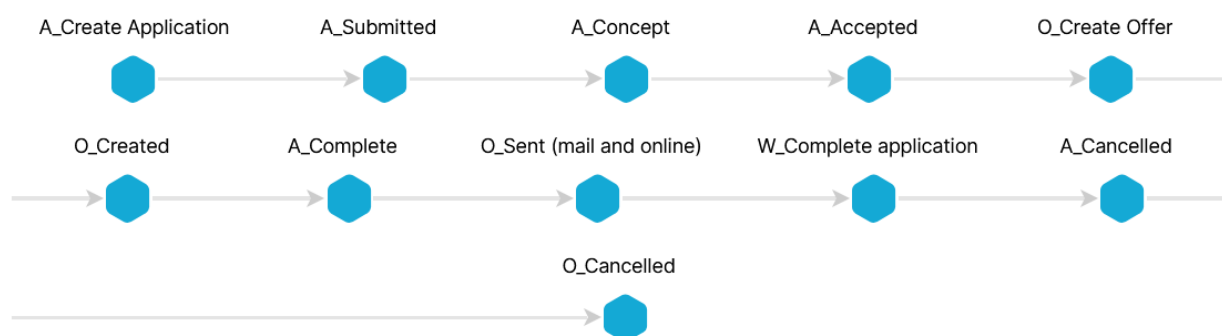 A_Create Application A_Submitted A_Concept A_Accepted O_Create Offer
O_Created A_Complete O_Sent (mail and online) W_Complete application A_Cancelled
O_Cancelled